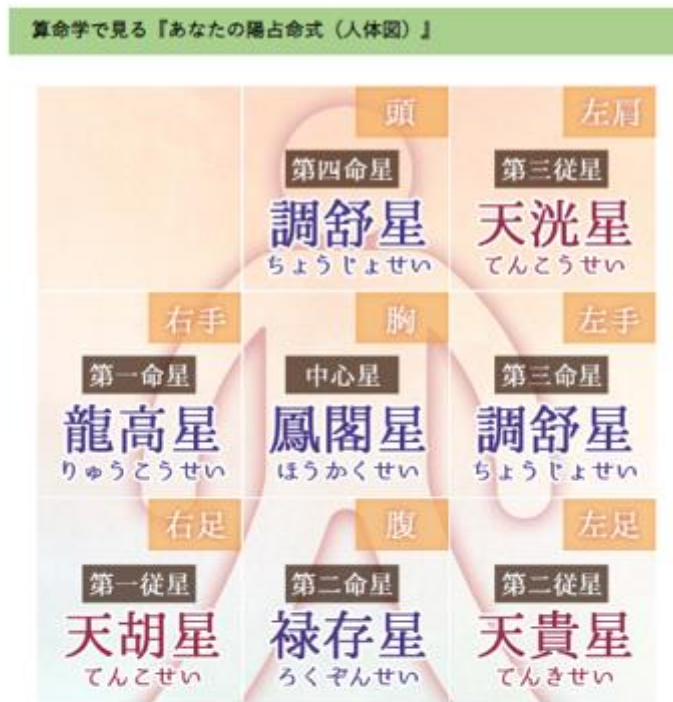 算命学で見る『あなたの陽占命式（人体図）』
頭
左肩
第四命星
第三従星
調舒星
天洸星
ちょうじょせい
てんこうせい
右手
胸
左手
第一命星
中心星
第三命星
龍高星
鳳閣星
調舒星
りゅうこうせい
ほうかくせい
ちょうじょせい
右足
腹
左足
第一従星
第二命星
第二従星
天胡星
禄存星
天貴星
てんこせい
ろくぞんせい
てんきせい